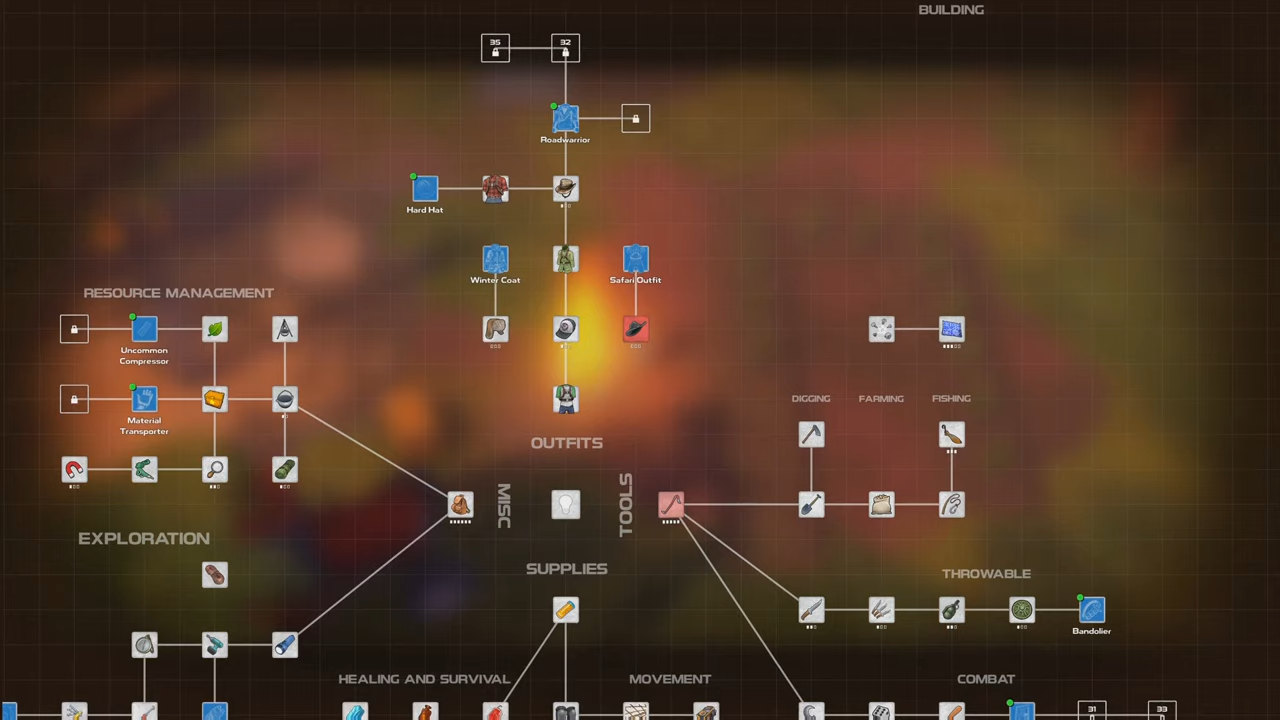 BUILDING
35
32
Roadwarrior
Hard Hat
Winter Coat
Safari Outfit
RESOURCE MANAGEMENT
Uncommon
Compressor
Material
Transporter
DIGGING
FARMING
FISHING
OUTFITS
MISC
TOOLS
EXPLORATION
SUPPLIES
THROWABLE
Bandolier
HEALING AND SURVIVAL
MOVEMENT
COMBAT
31
33